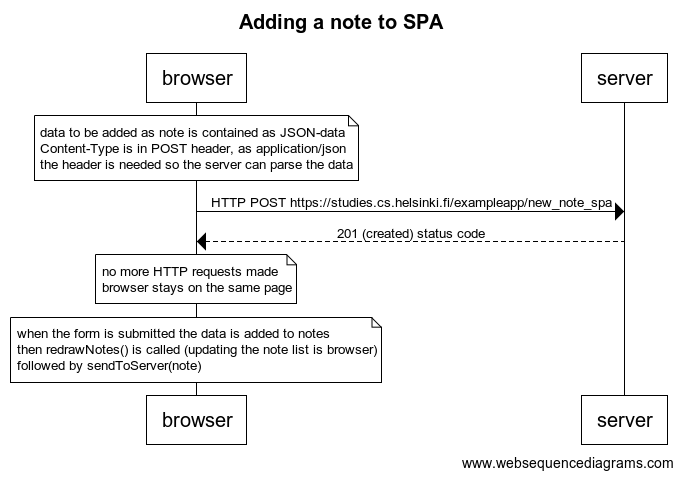 Adding a note to SPA
browser
server
data to be added as note is contained as JSON-data
Content-Type is in POST header, as application/json
the header is needed so the server can parse the data
HTTP POST https://studies.cs.helsinki.fi/exampleapp/new_note_spa
201 (created) status code
no more HTTP requests made
browser stays on the same page
when the form is submitted the data is added to notes
then redrawNotes() is called (updating the note list is browser)
followed by sendToServer(note)
browser
server
www.websequencediagrams.com